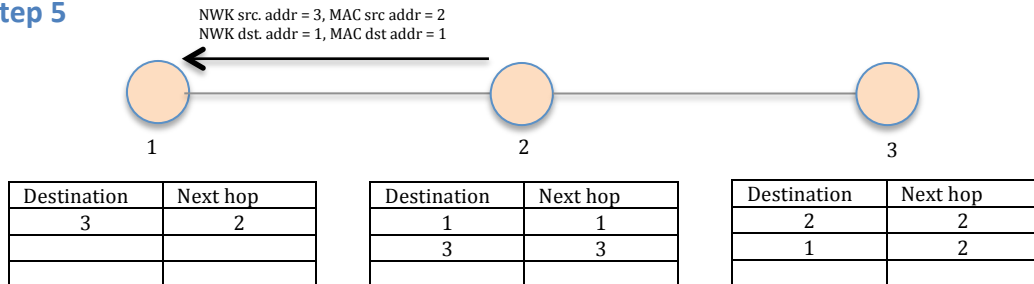 tep 5
NWK src. addr = 3, MAC src addr = 2
NWK dst. addr = 1, MAC dst addr = 1
1
2
3
Destination Next hop
3 2
Destination Next hop
1 1
3 3
Destination Next hop
2 2
1 2